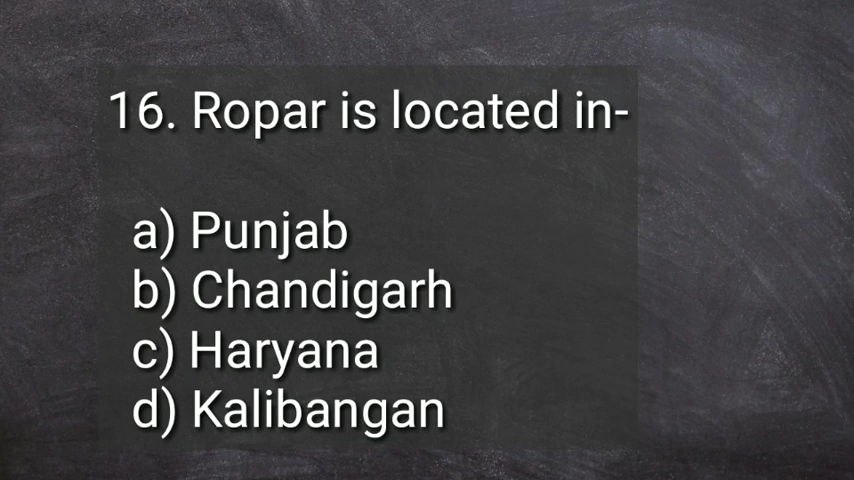 16. Ropar is located in-
a) Punjab
b) Chandigarh
c) Haryana
d) Kalibangan